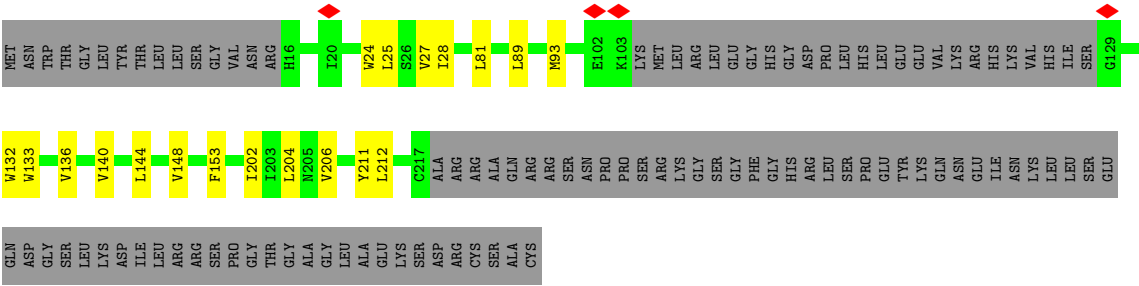 MET ASN TRP THR GLY LEU TYR THR LEU LEU SER GLY VAL ASN ARG H16 I20 W24 L25 S26 V27 I28 L81 L89 M93 E102 K103 LYS MET LEU ARG LEU GLU GLY HIS GLY ASP PRO LEU HIS LEU GLU GLU VAL LYS ARG HIS LYS VAL HIS ILE SER G129
W132 W133 V136 V140 L144 V148 F153 I202 I203 L204 N205 V206 Y211 L212 C217 ALA ARG ARG ALA GLN ARG ARG SER ASN PRO PRO SER ARG LYS GLY SER GLY PHE GLY HIS ARG LEU SER PRO GLU TYR LYS GLN ASN GLU ILE ASN LYS LEU LEU SER GLU
GLN ASP GLY SER LEU LYS ASP ILE LEU ARG ARG SER PRO GLY THR GLY ALA GLY LEU ALA GLU LYS SER ASP ARG CYS SER ALA CYS